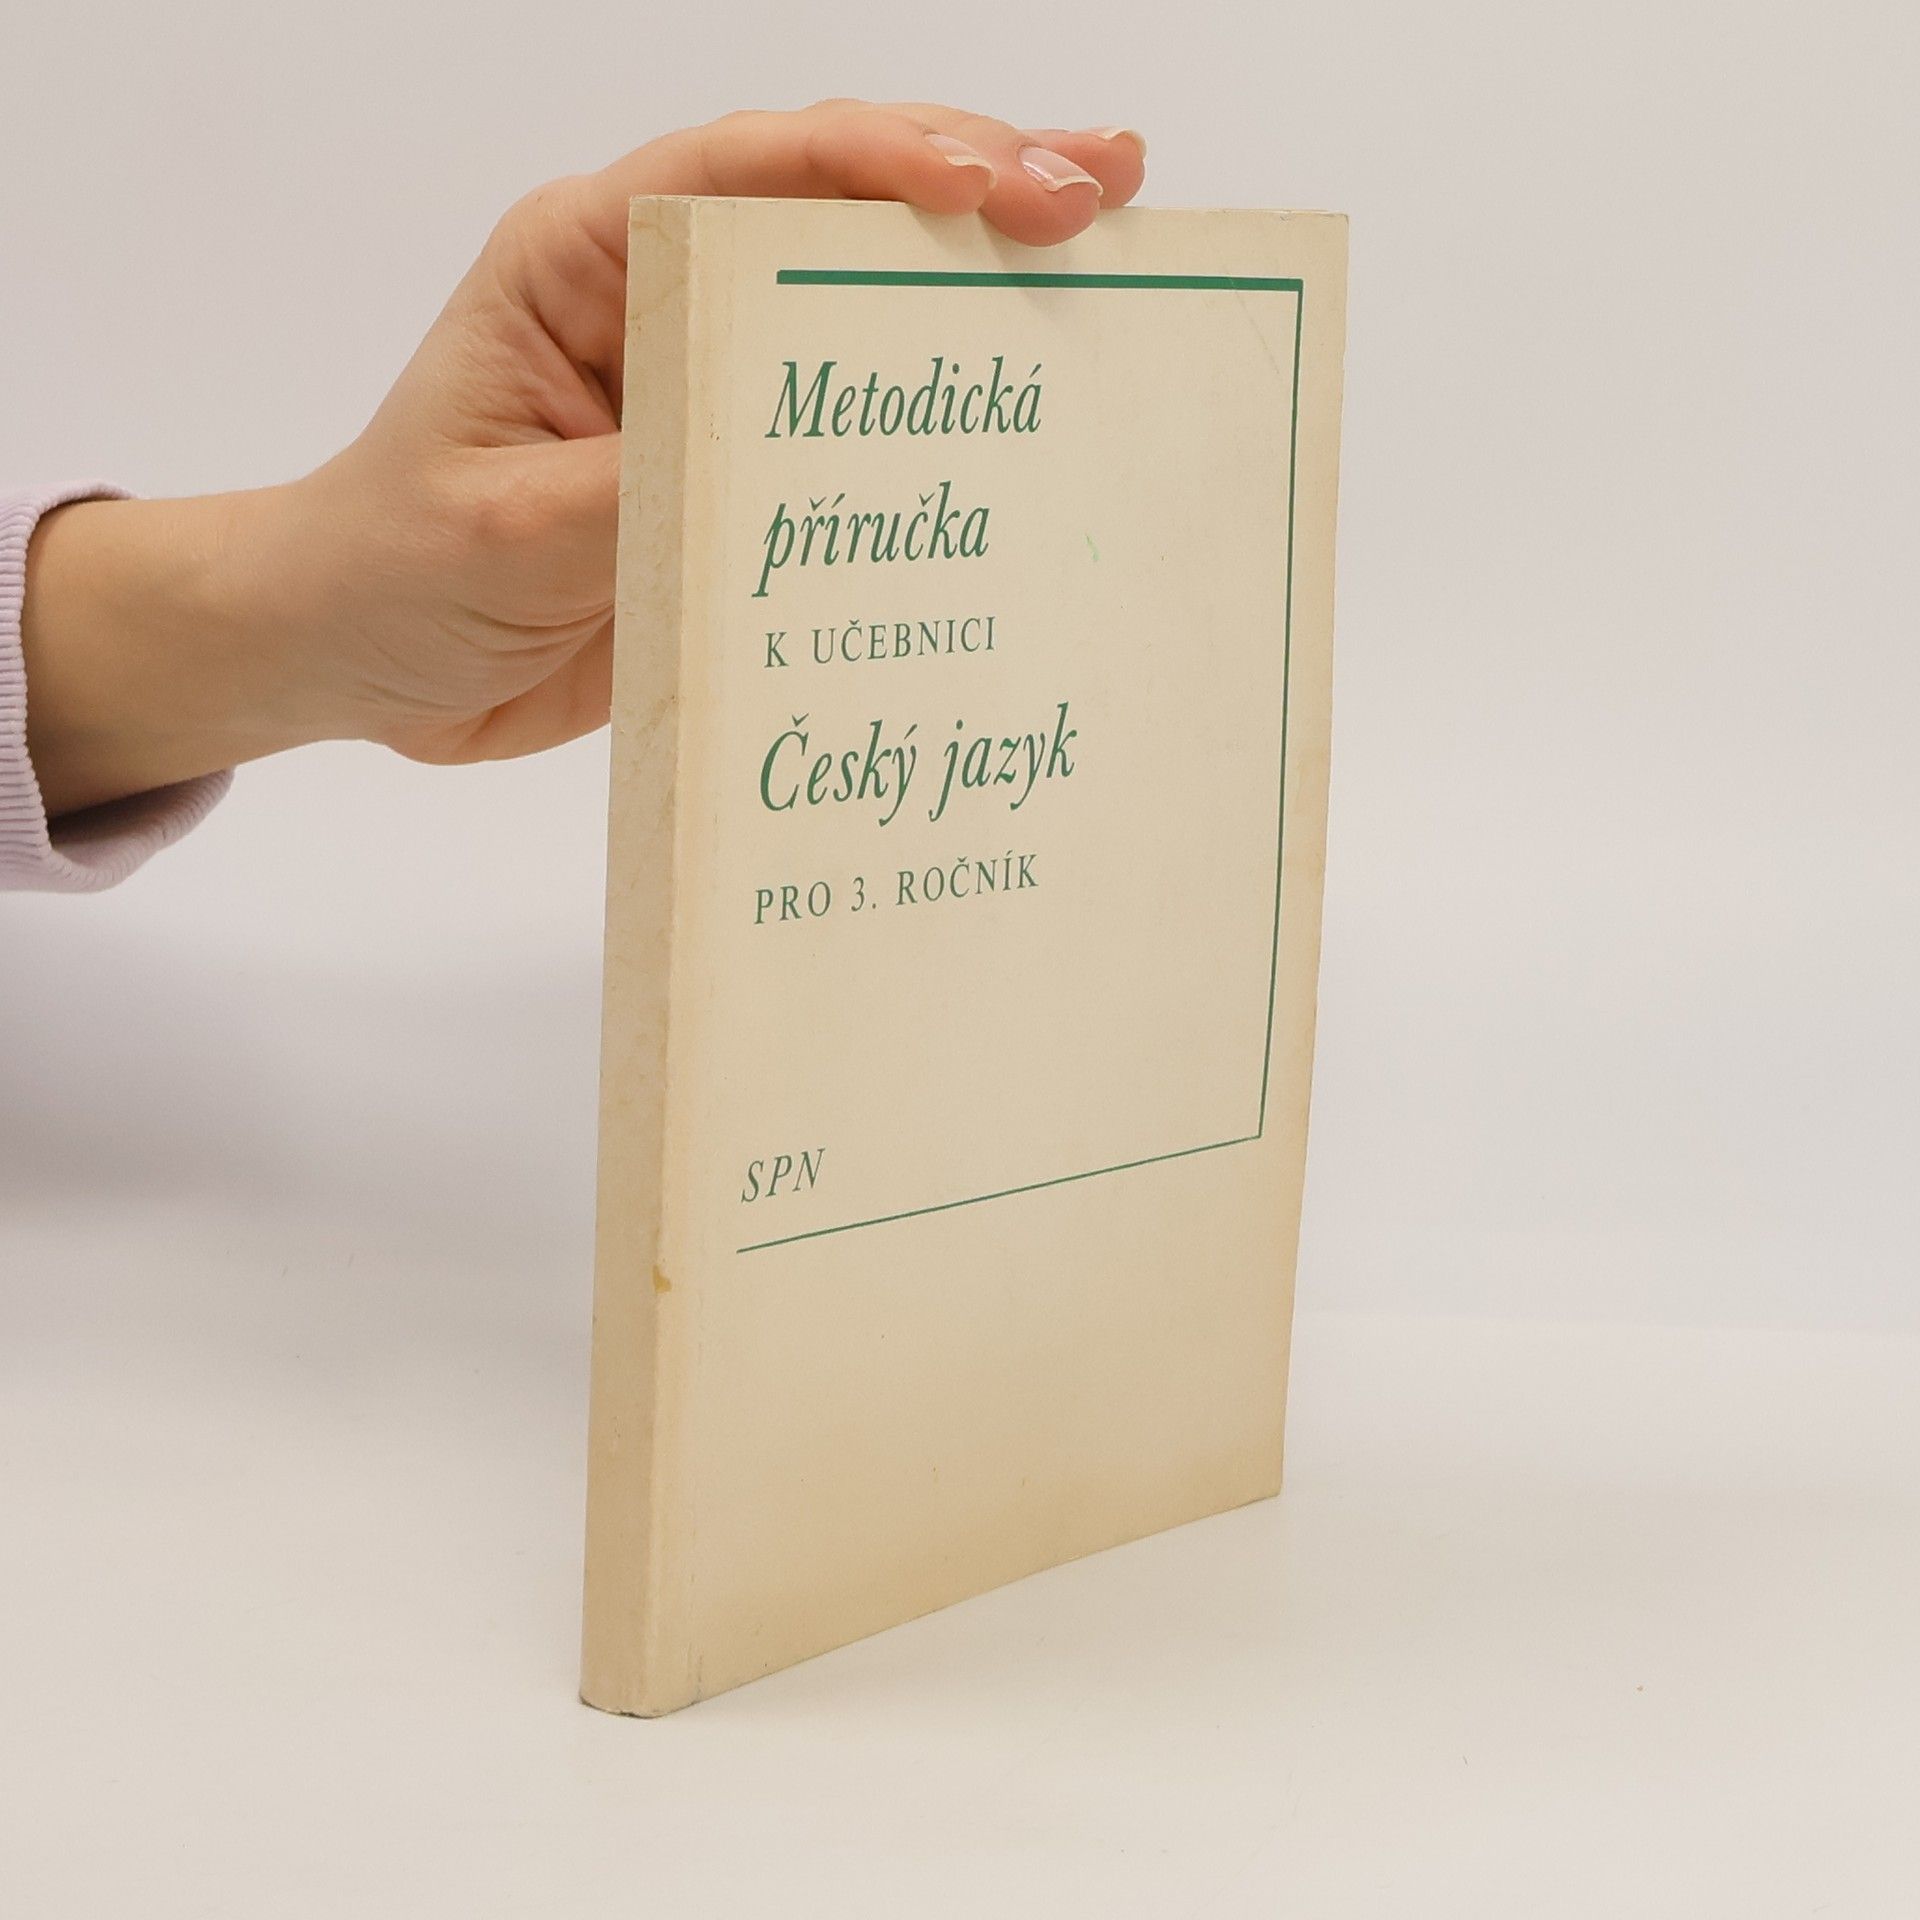 Metodická
příručka
K UČEBNICI
Český jazyk
PRO 3. ROČNÍK
SPN